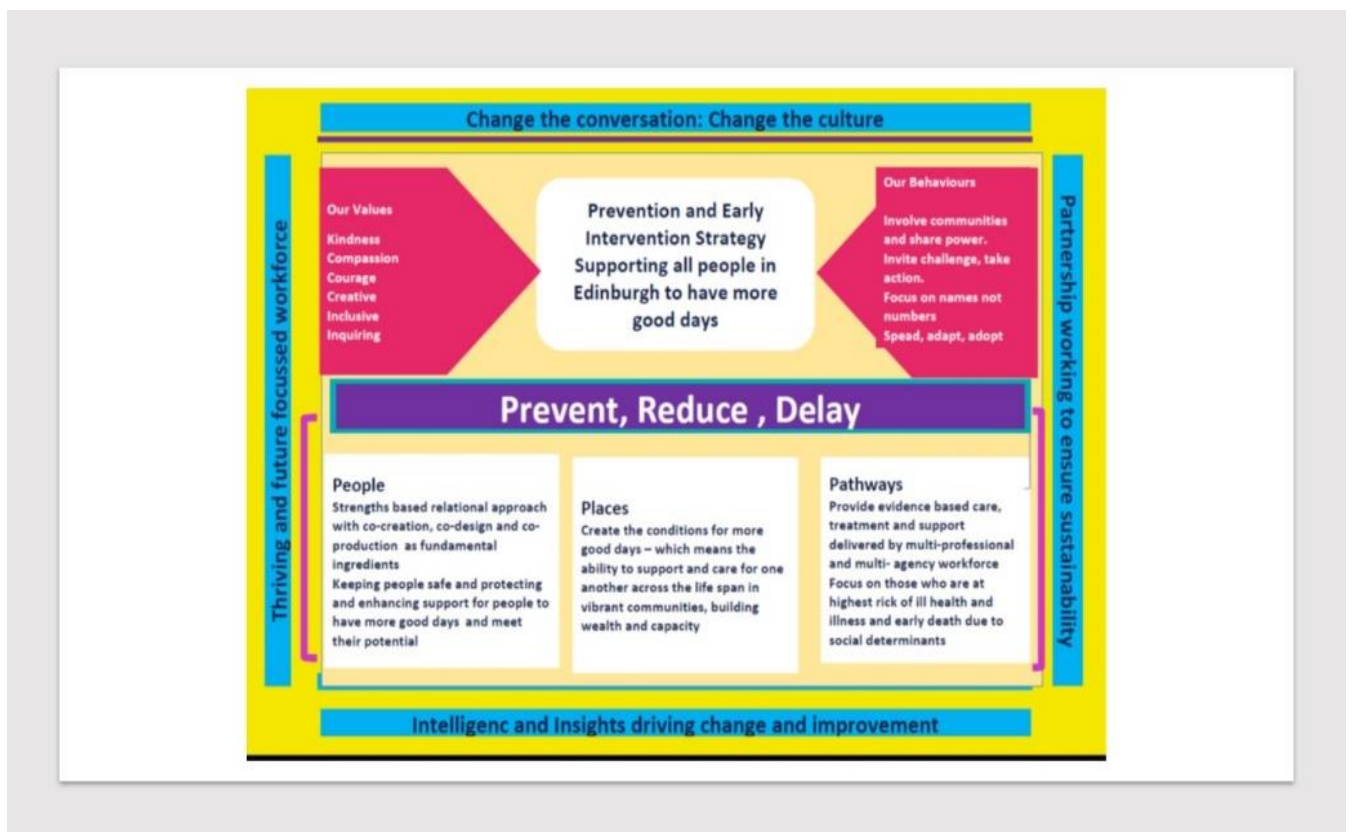 Change the conversation: Change the culture
Thriving and future focussed workforce
Our Values
Kindness
Compassion
Courage
Creative
Inclusive
Inquiring
Prevention and Early
Intervention Strategy
Supporting all people in
Edinburgh to have more
good days
Our Behaviours
Involve communities
and share power.
Invite challenge, take
action.
Focus on names not
numbers
Spead, adapt, adopt
Partnership working to ensure sustainability
Prevent, Reduce , Delay
People
Strengths based relational approach
with co-creation, co-design and co-
production as fundamental
ingredients
Keeping people safe and protecting
and enhancing support for people to
have more good days and meet
their potential
Places
Create the conditions for more
good days – which means the
ability to support and care for one
another across the life span in
vibrant communities, building
wealth and capacity
Pathways
Provide evidence based care,
treatment and support
delivered by multi-professional
and multi- agency workforce
Focus on those who are at
highest rick of ill health and
illness and early death due to
social determinants
Intelligenc and Insights driving change and improvement